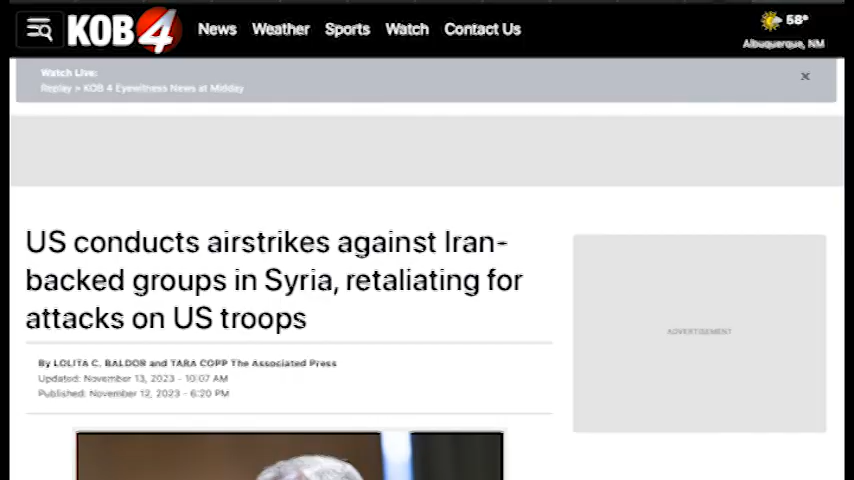 KOB 4 News Weather Sports Watch Contact Us 58°
Albuquerque, NM
Watch Live:
Replay > KOB 4 Eyewitness News at Midday
US conducts airstrikes against Iran-
backed groups in Syria, retaliating for
attacks on US troops
ADVERTISEMENT
By LOLITA C. BALDOR and TARA COPP The Associated Press
Updated: November 13, 2023 - 10:07 AM
Published: November 12, 2023 - 6:20 PM